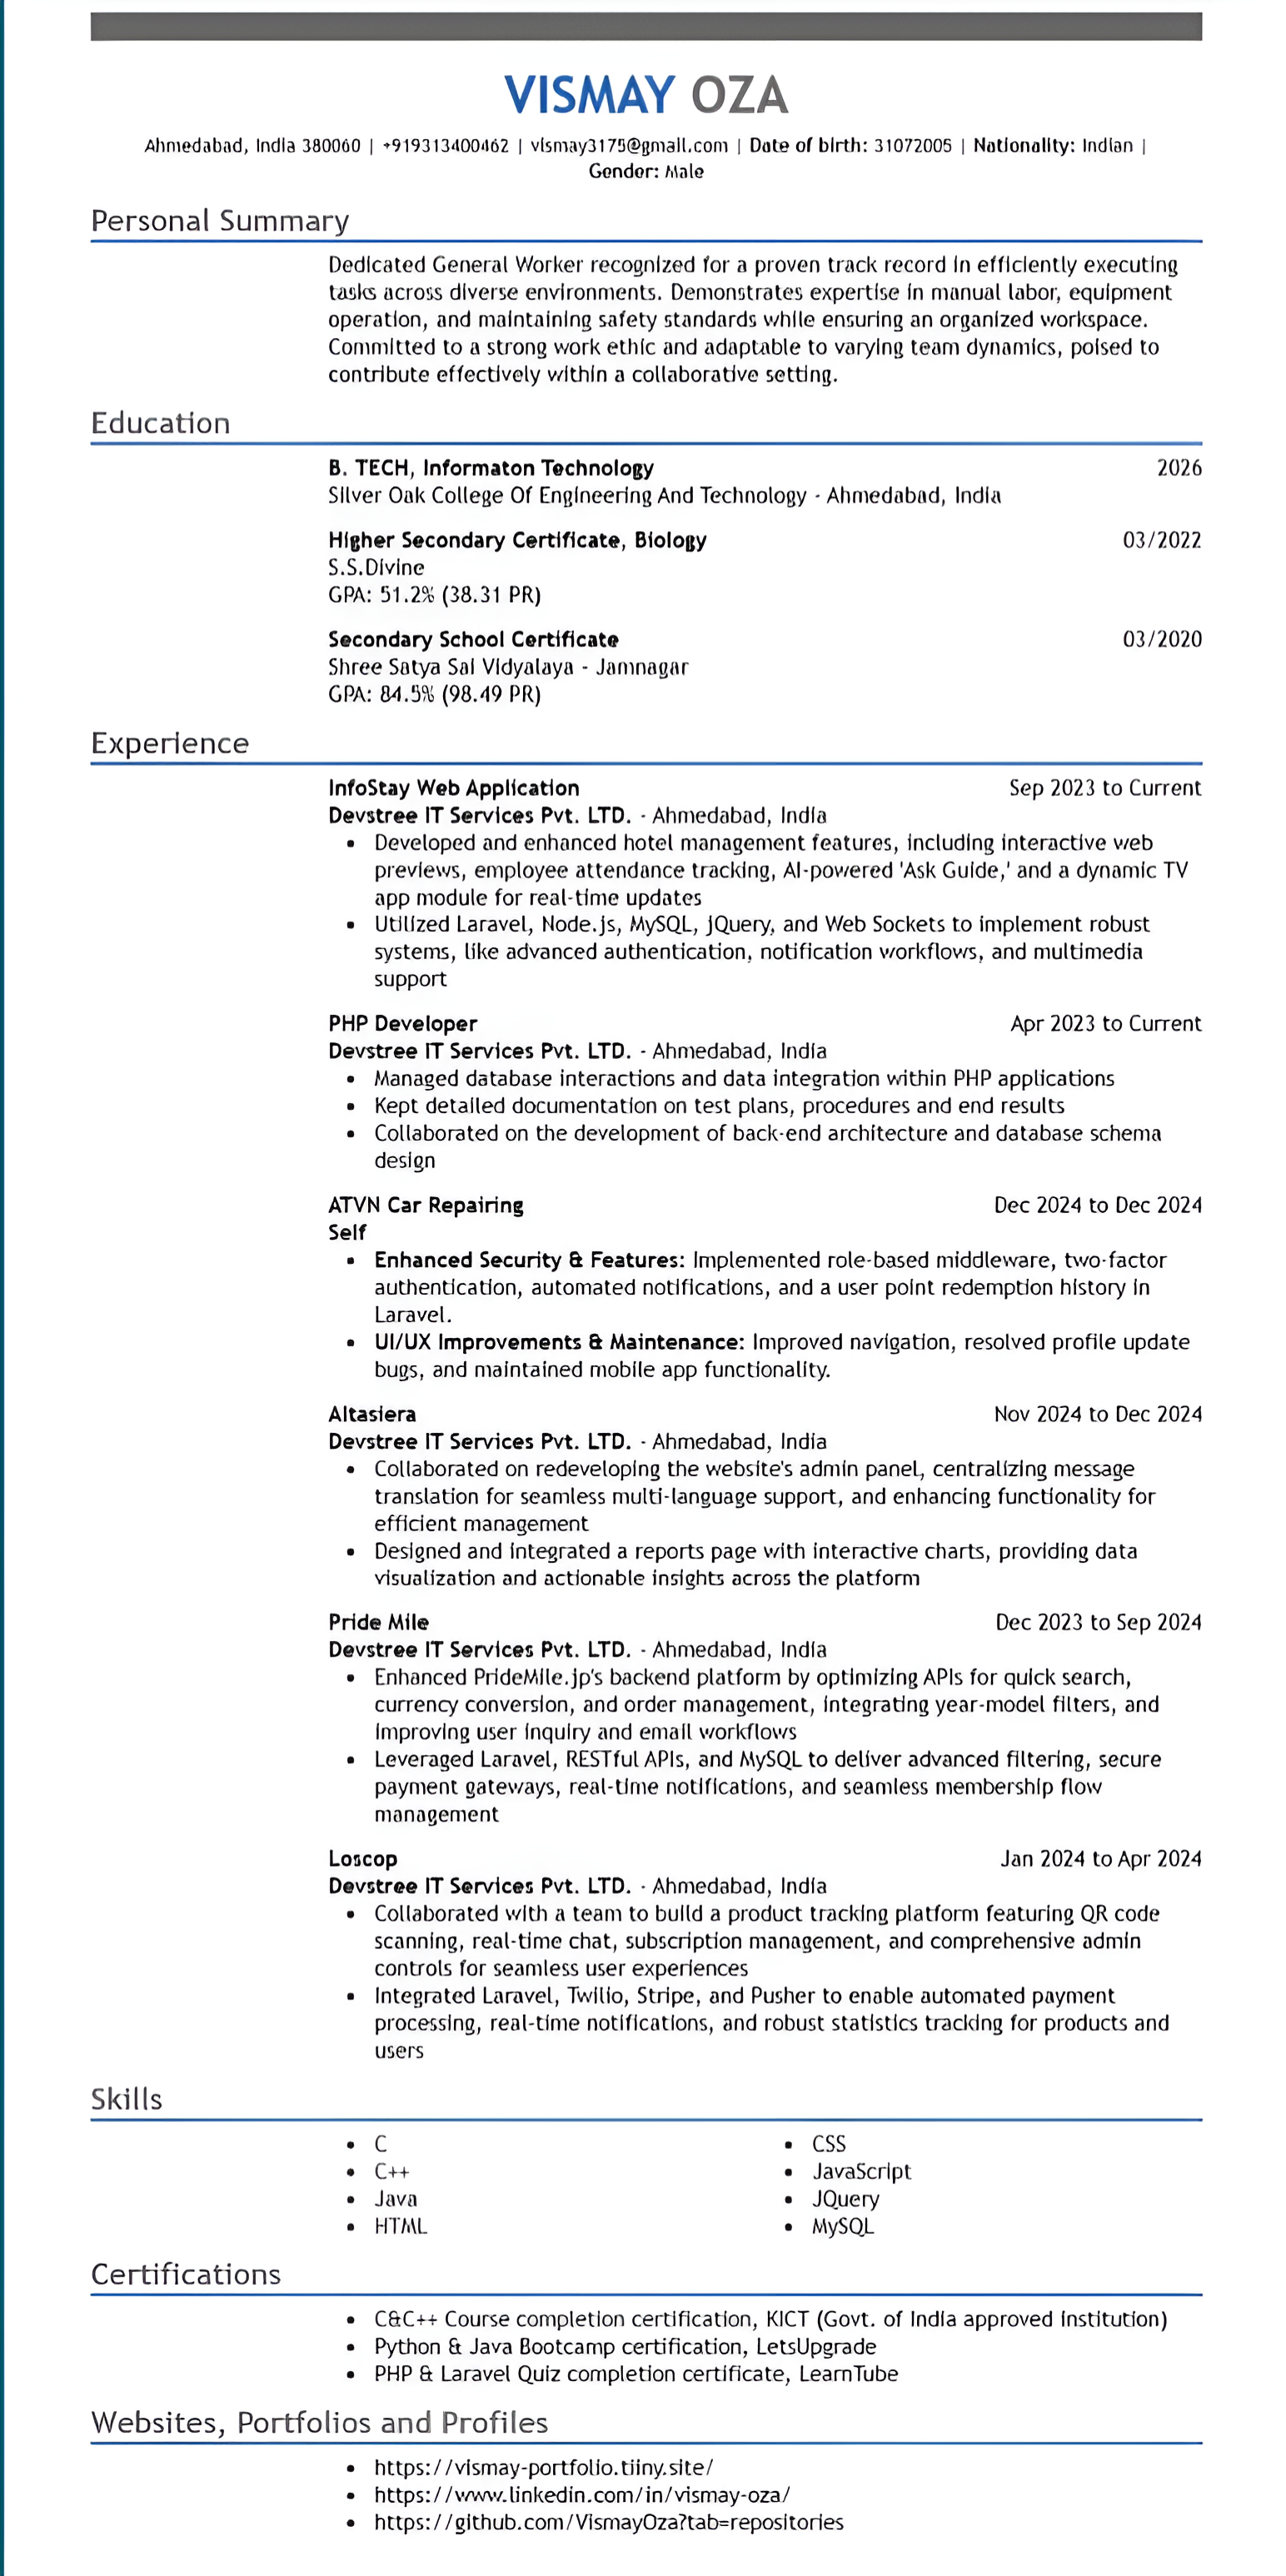 VISMAY OZA
Ahmedabad, India 380060 | +919313400462 | vismay3175@gmail.com | Date of birth: 31072005 | Nationality: Indian |
Gender: Male
Personal Summary
Dedicated General Worker recognized for a proven track record in efficiently executing
tasks across diverse environments. Demonstrates expertise in manual labor, equipment
operation, and maintaining safety standards while ensuring an organized workspace.
Committed to a strong work ethic and adaptable to varying team dynamics, poised to
contribute effectively within a collaborative setting.
Education
B. TECH, Informaton Technology 2026
Silver Oak College Of Engineering And Technology - Ahmedabad, India
Higher Secondary Certificate, Biology 03/2022
S.S.Divine
GPA: 51.2% (38.31 PR)
Secondary School Certificate 03/2020
Shree Satya Sai Vidyalaya - Jamnagar
GPA: 84.5% (98.49 PR)
Experience
InfoStay Web Application Sep 2023 to Current
Devstree IT Services Pvt. LTD. - Ahmedabad, India
• Developed and enhanced hotel management features, including interactive web
previews, employee attendance tracking, AI-powered 'Ask Guide,' and a dynamic TV
app module for real-time updates
• Utilized Laravel, Node.js, MySQL, jQuery, and Web Sockets to implement robust
systems, like advanced authentication, notification workflows, and multimedia
support
PHP Developer Apr 2023 to Current
Devstree IT Services Pvt. LTD. - Ahmedabad, India
• Managed database interactions and data integration within PHP applications
• Kept detailed documentation on test plans, procedures and end results
• Collaborated on the development of back-end architecture and database schema
design
ATVN Car Repairing Dec 2024 to Dec 2024
Self
• Enhanced Security & Features: Implemented role-based middleware, two-factor
authentication, automated notifications, and a user point redemption history in
Laravel.
• UI/UX Improvements & Maintenance: Improved navigation, resolved profile update
bugs, and maintained mobile app functionality.
Altasiera Nov 2024 to Dec 2024
Devstree IT Services Pvt. LTD. - Ahmedabad, India
• Collaborated on redeveloping the website's admin panel, centralizing message
translation for seamless multi-language support, and enhancing functionality for
efficient management
• Designed and integrated a reports page with interactive charts, providing data
visualization and actionable insights across the platform
Pride Mile Dec 2023 to Sep 2024
Devstree IT Services Pvt. LTD. - Ahmedabad, India
• Enhanced PrideMile.jp's backend platform by optimizing APIs for quick search,
currency conversion, and order management, integrating year-model filters, and
improving user inquiry and email workflows
• Leveraged Laravel, RESTful APIs, and MySQL to deliver advanced filtering, secure
payment gateways, real-time notifications, and seamless membership flow
management
Loscop Jan 2024 to Apr 2024
Devstree IT Services Pvt. LTD. - Ahmedabad, India
• Collaborated with a team to build a product tracking platform featuring QR code
scanning, real-time chat, subscription management, and comprehensive admin
controls for seamless user experiences
• Integrated Laravel, Twilio, Stripe, and Pusher to enable automated payment
processing, real-time notifications, and robust statistics tracking for products and
users
Skills
• C
• C++
• Java
• HTML
• CSS
• JavaScript
• JQuery
• MySQL
Certifications
• C&C++ Course completion certification, KICT (Govt. of India approved institution)
• Python & Java Bootcamp certification, LetsUpgrade
• PHP & Laravel Quiz completion certificate, LearnTube
Websites, Portfolios and Profiles
• https://vismay-portfolio.tiiny.site/
• https://www.linkedin.com/in/vismay-oza/
• https://github.com/VismayOza?tab=repositories